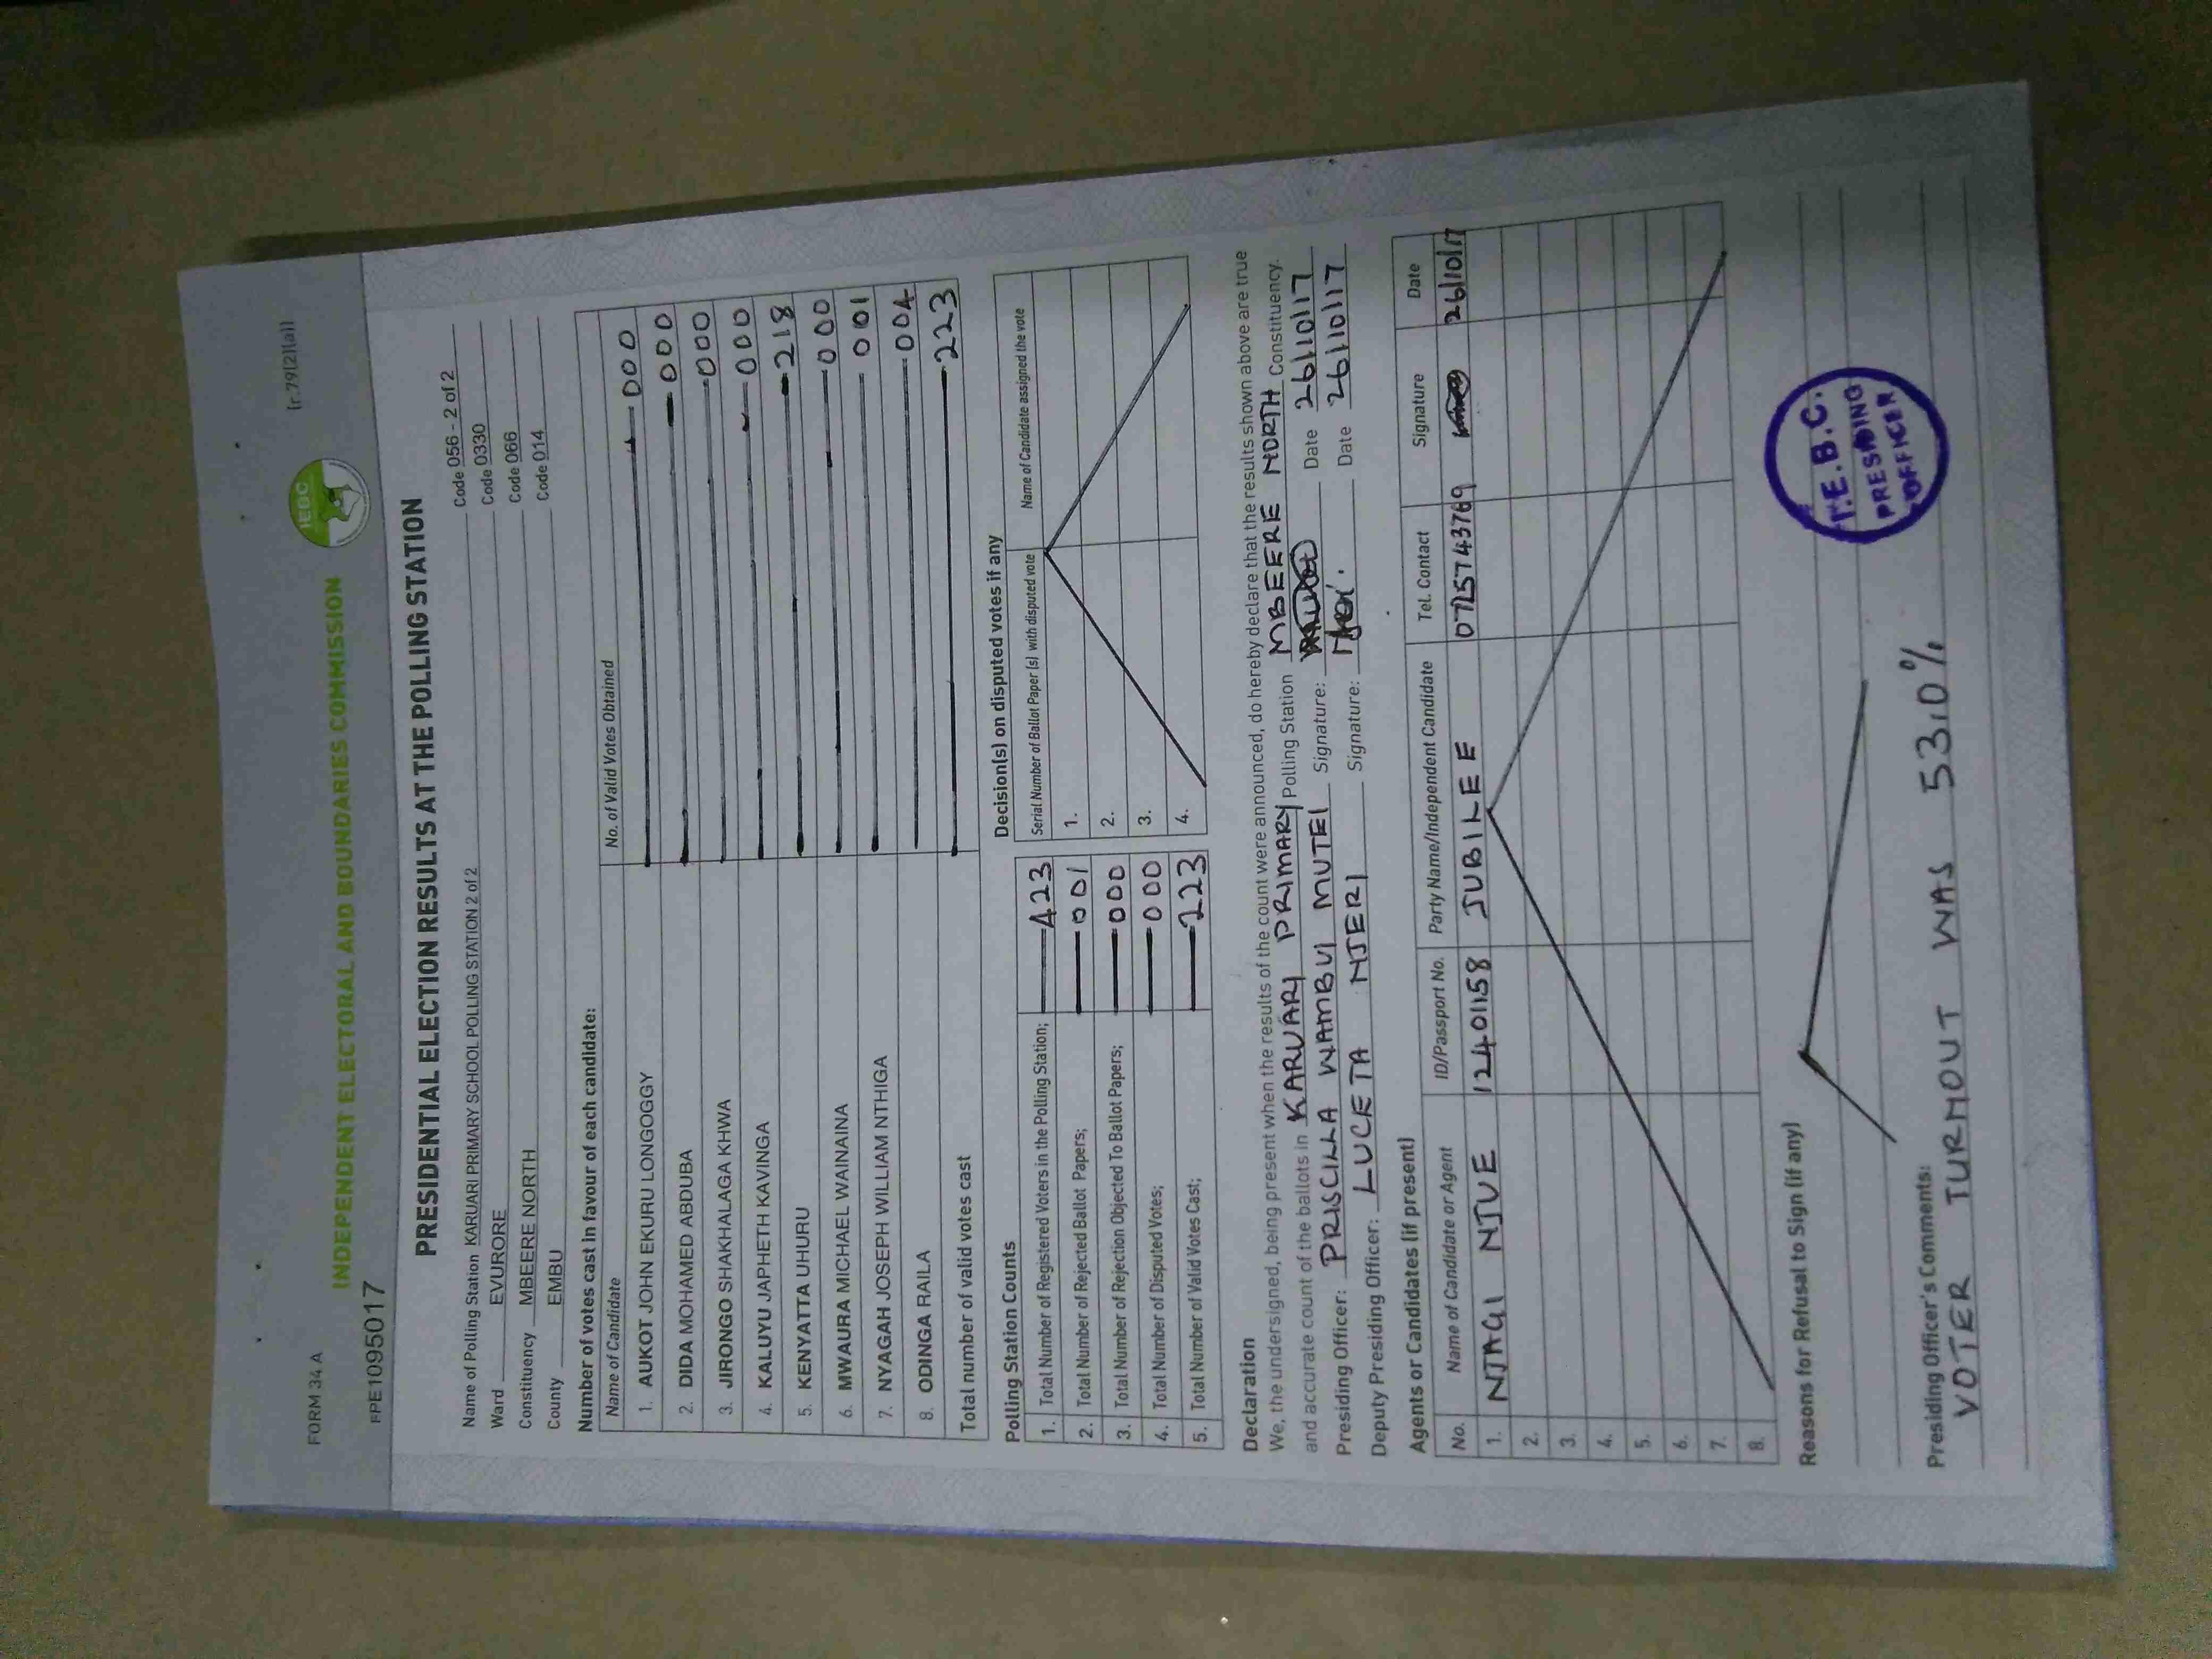 FORM 34 A
(r.79(2)(a))
INDEPENDENT ELECTORAL AND BOUNDARIES COMMISSION
IEBC
FPE1095017
PRESIDENTIAL ELECTION RESULTS AT THE POLLING STATION
Name of Polling Station KARUARI PRIMARY SCHOOL POLLING STATION 2 of 2 Code 056 - 2 of 2
Ward EVURORE Code 0330
Constituency MBEERE NORTH Code 066
County EMBU Code 014
Number of votes cast in favour of each candidate:
Name of Candidate No. of Valid Votes Obtained
1. AUKOT JOHN EKURU LONGOGGY 000
2. DIDA MOHAMED ABDUBA 000
3. JIRONGO SHAKHALAGA KHWA 000
4. KALUYU JAPHETH KAVINGA 000
5. KENYATTA UHURU 218
6. MWAURA MICHAEL WAINAINA 000
7. NYAGAH JOSEPH WILLIAM NTHIGA 001
8. ODINGA RAILA 004
Total number of valid votes cast 223
Polling Station Counts
1. Total Number of Registered Voters in the Polling Station; 423
2. Total Number of Rejected Ballot Papers; 001
3. Total Number of Rejection Objected To Ballot Papers; 000
4. Total Number of Disputed Votes; 000
5. Total Number of Valid Votes Cast; 223
Decision(s) on disputed votes if any
Serial Number of Ballot Paper (s) with disputed vote Name of Candidate assigned the vote
1.
2.
3.
4.
Declaration
We, the undersigned, being present when the results of the count were announced, do hereby declare that the results shown above are true
and accurate count of the ballots in KARUARI PRIMARY Polling Station MBEERE NORTH Constituency.
Presiding Officer: PRISCILLA WAMBUI MUTEI Signature: Date 26/10/17
Deputy Presiding Officer: LUCETA NJERI Signature: Date 26/10/17
Agents or Candidates (if present)
No. Name of Candidate or Agent ID/Passport No. Party Name/Independent Candidate Tel. Contact Signature Date
1. NJAGI NJUE 12401158 JUBILEE 0725743769 26/10/17
2.
3.
4.
5.
6.
7.
8.
Reasons for Refusal to Sign (if any)
I.E.B.C.
PRESIDING
OFFICER
Presiding Officer's Comments:
VOTER TURNOUT WAS 53.0%